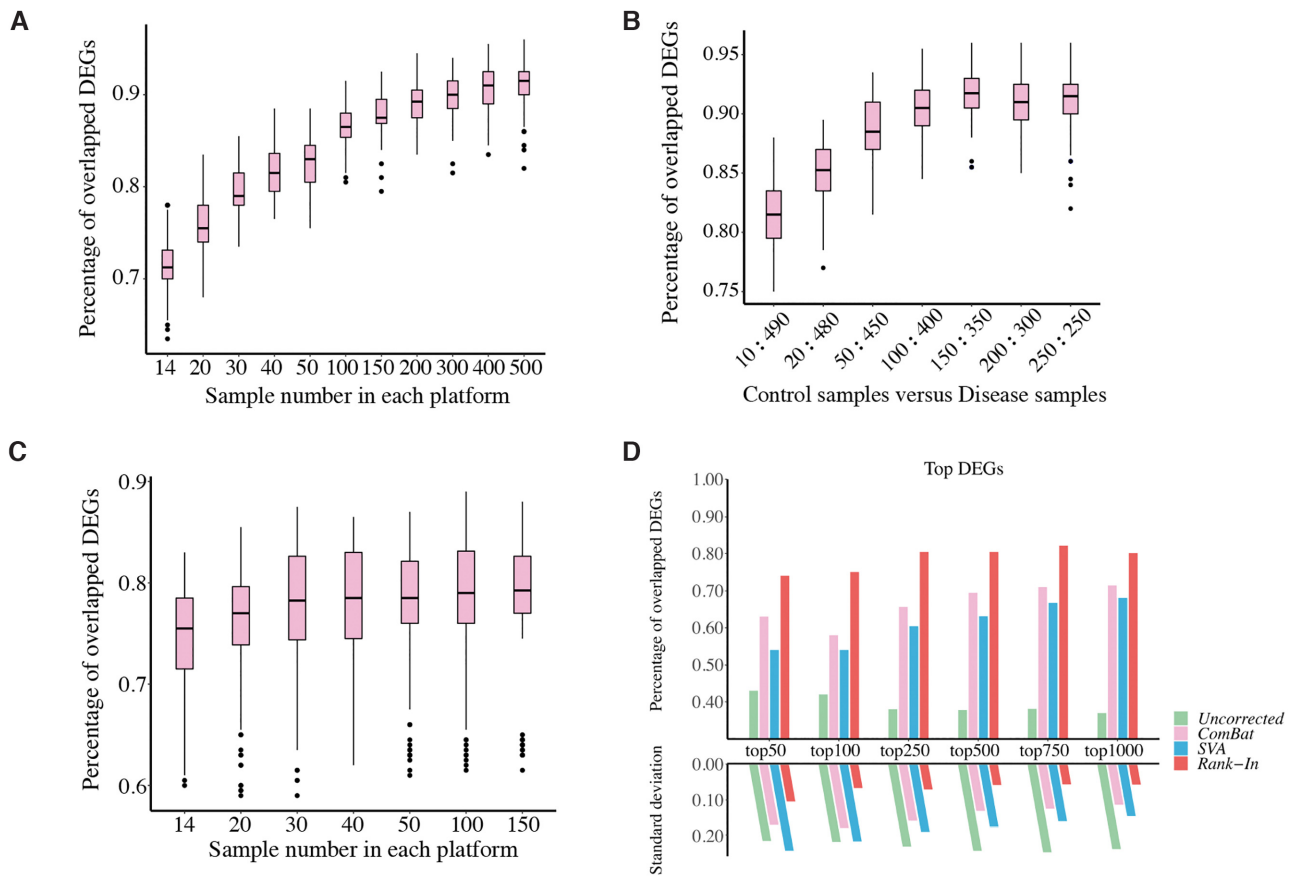 A
Percentage of overlapped DEGs
0.9
0.8
0.7
14 20 30 40 50 100 150 200 300 400 500
Sample number in each platform
B
Percentage of overlapped DEGs
0.95
0.90
0.85
0.80
0.75
10:490 20:480 50:450 100:400 150:350 200:300 250:250
Control samples versus Disease samples
C
Percentage of overlapped DEGs
0.9
0.8
0.7
0.6
14 20 30 40 50 100 150
Sample number in each platform
D
Top DEGs
Percentage of overlapped DEGs
1.00
0.90
0.80
0.70
0.60
0.50
0.40
top50 top100 top250 top500 top750 top1000
Standard deviation
0.00
0.10
0.20
Uncorrected
ComBat
SVA
Rank-In